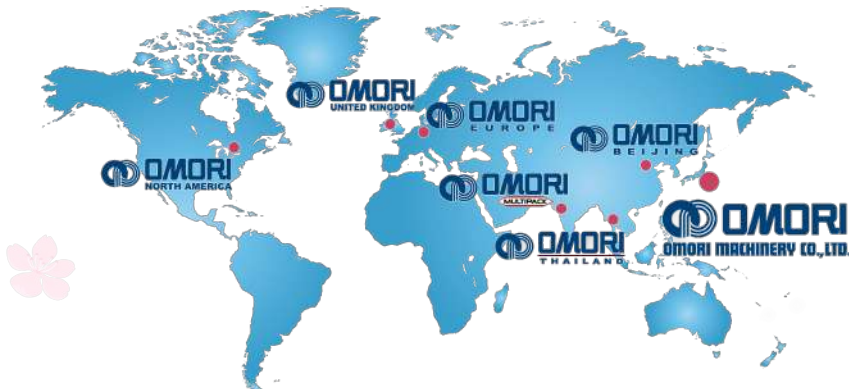 OMORI
UNITED KINGDOM
OMORI
EUROPE
OMORI
BEIJING
OMORI
NORTH AMERICA
OMORI
MULTIPACK
OMORI
OMORI MACHINERY CO.,LTD.
OMORI
THAILAND